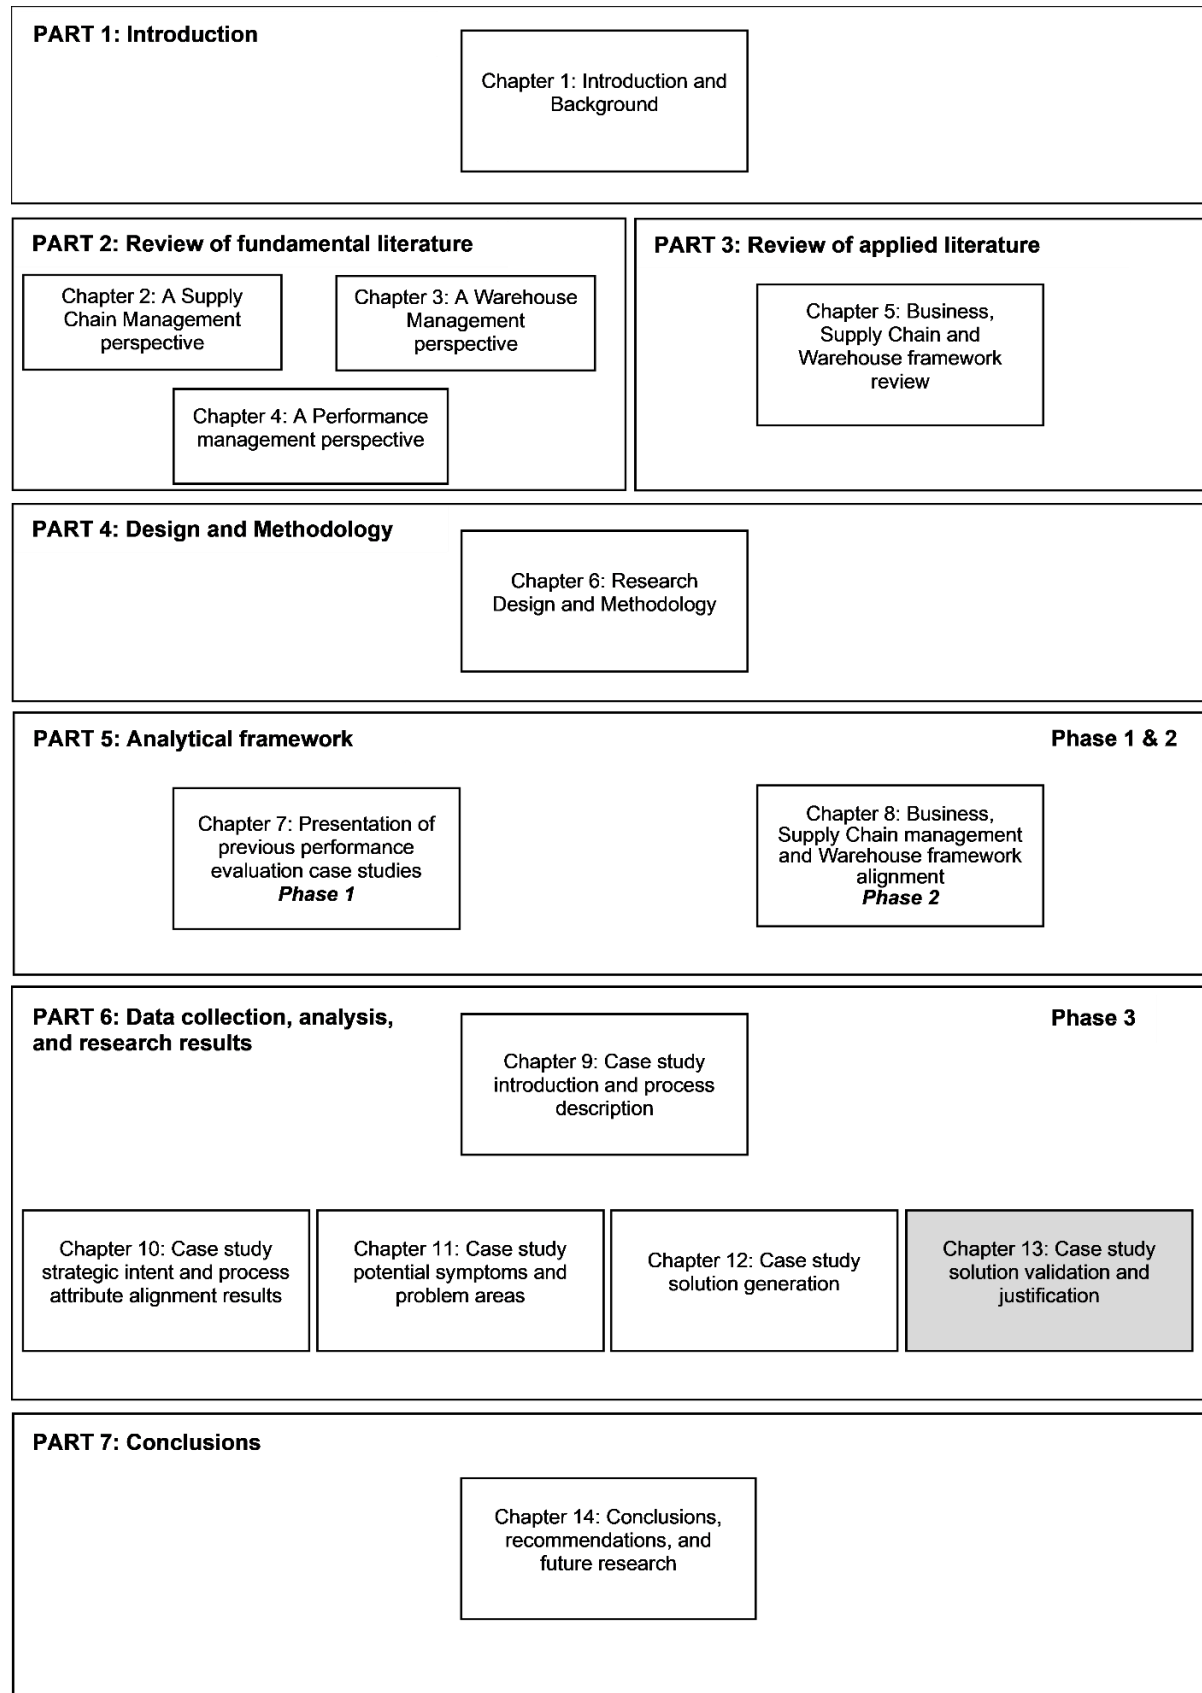 PART 1: Introduction
Chapter 1: Introduction and
Background
PART 2: Review of fundamental literature
Chapter 2: A Supply
Chain Management
perspective
Chapter 3: A Warehouse
Management
perspective
Chapter 4: A Performance
management perspective
PART 3: Review of applied literature
Chapter 5: Business,
Supply Chain and
Warehouse framework
review
PART 4: Design and Methodology
Chapter 6: Research
Design and Methodology
PART 5: Analytical framework
Phase 1 & 2
Chapter 7: Presentation of
previous performance
evaluation case studies
Phase 1
Chapter 8: Business,
Supply Chain management
and Warehouse framework
alignment
Phase 2
PART 6: Data collection, analysis,
and research results
Phase 3
Chapter 9: Case study
introduction and process
description
Chapter 10: Case study
strategic intent and process
attribute alignment results
Chapter 11: Case study
potential symptoms and
problem areas
Chapter 12: Case study
solution generation
Chapter 13: Case study
solution validation and
justification
PART 7: Conclusions
Chapter 14: Conclusions,
recommendations, and
future research